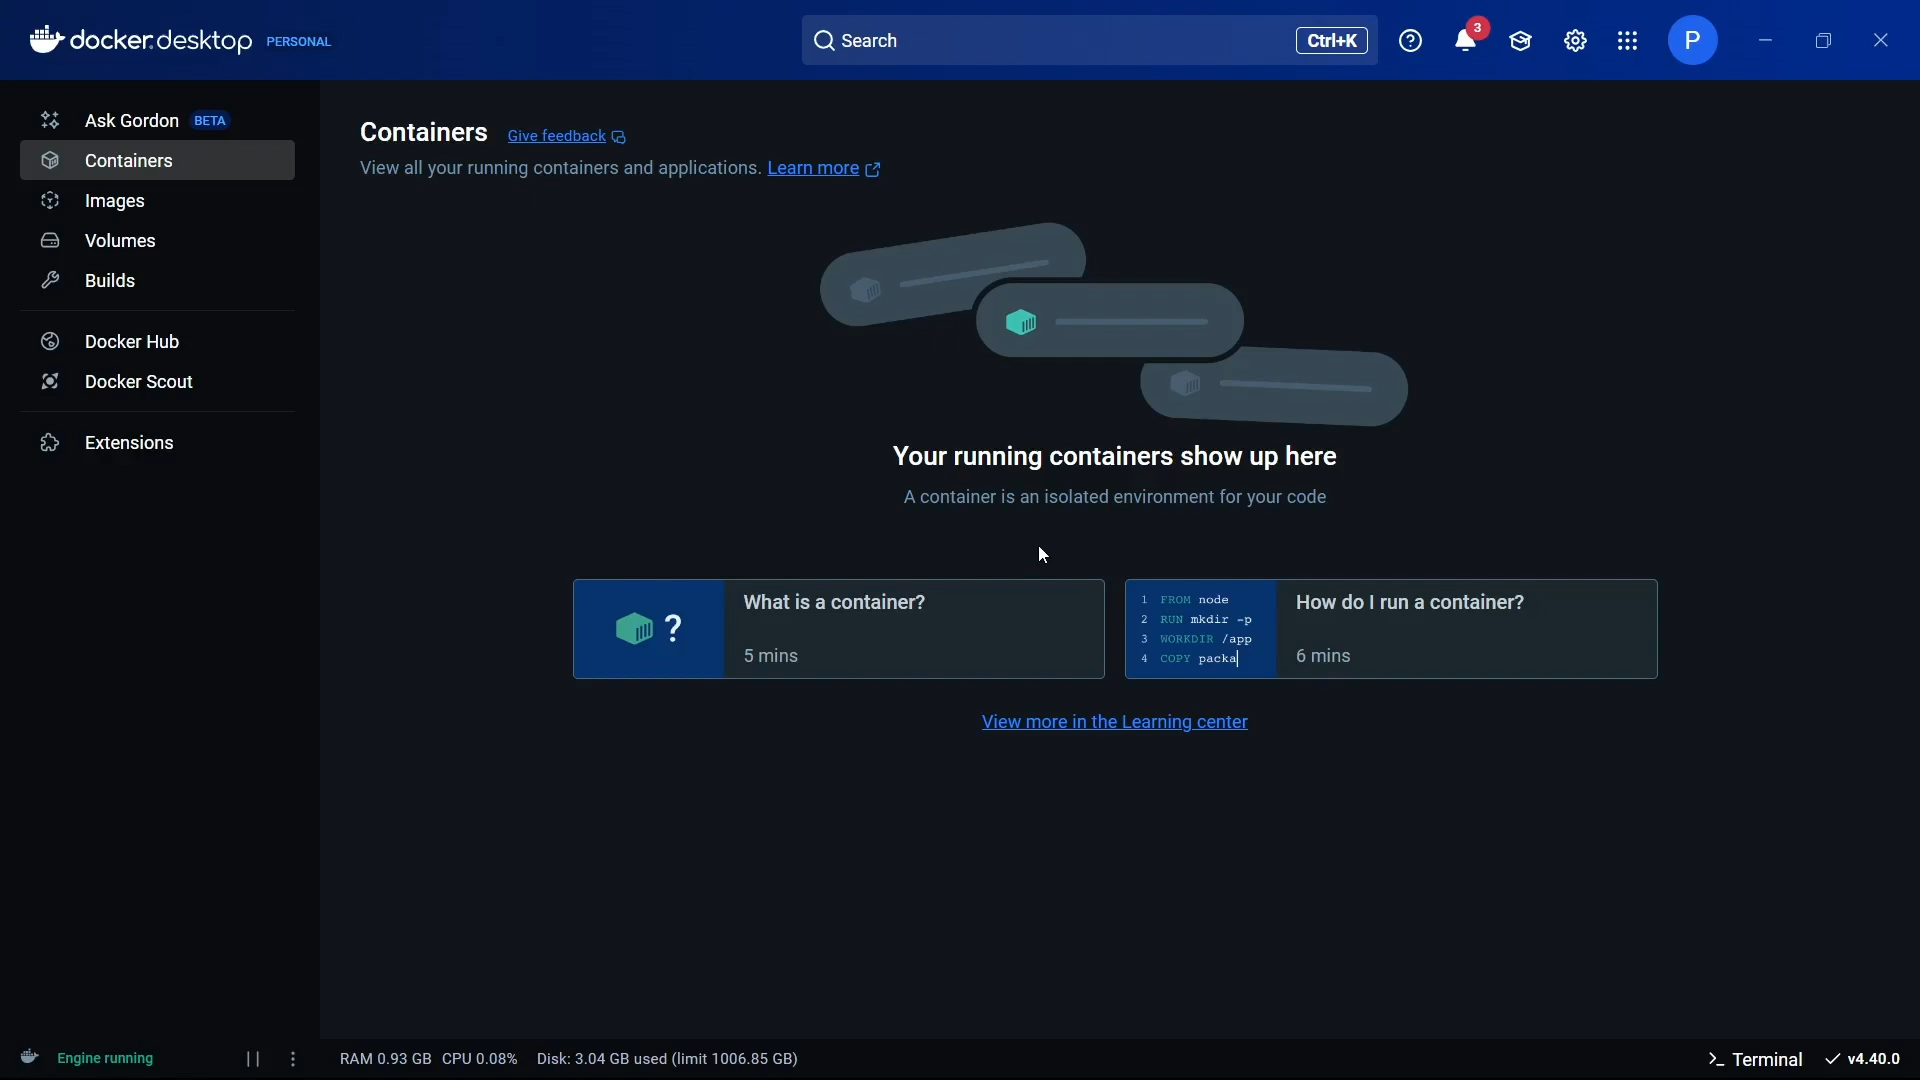 docker.desktop PERSONAL
Search Ctrl+K
3
P
Ask Gordon BETA
Containers
Images
Volumes
Builds
Docker Hub
Docker Scout
Extensions
Containers Give feedback
View all your running containers and applications. Learn more
Your running containers show up here
A container is an isolated environment for your code
?
What is a container?
5 mins
1 FROM node
2 RUN mkdir -p
3 WORKDIR /app
4 COPY packa
How do I run a container?
6 mins
View more in the Learning center
Engine running
RAM 0.93 GB CPU 0.08% Disk: 3.04 GB used (limit 1006.85 GB)
>_ Terminal
v4.40.0